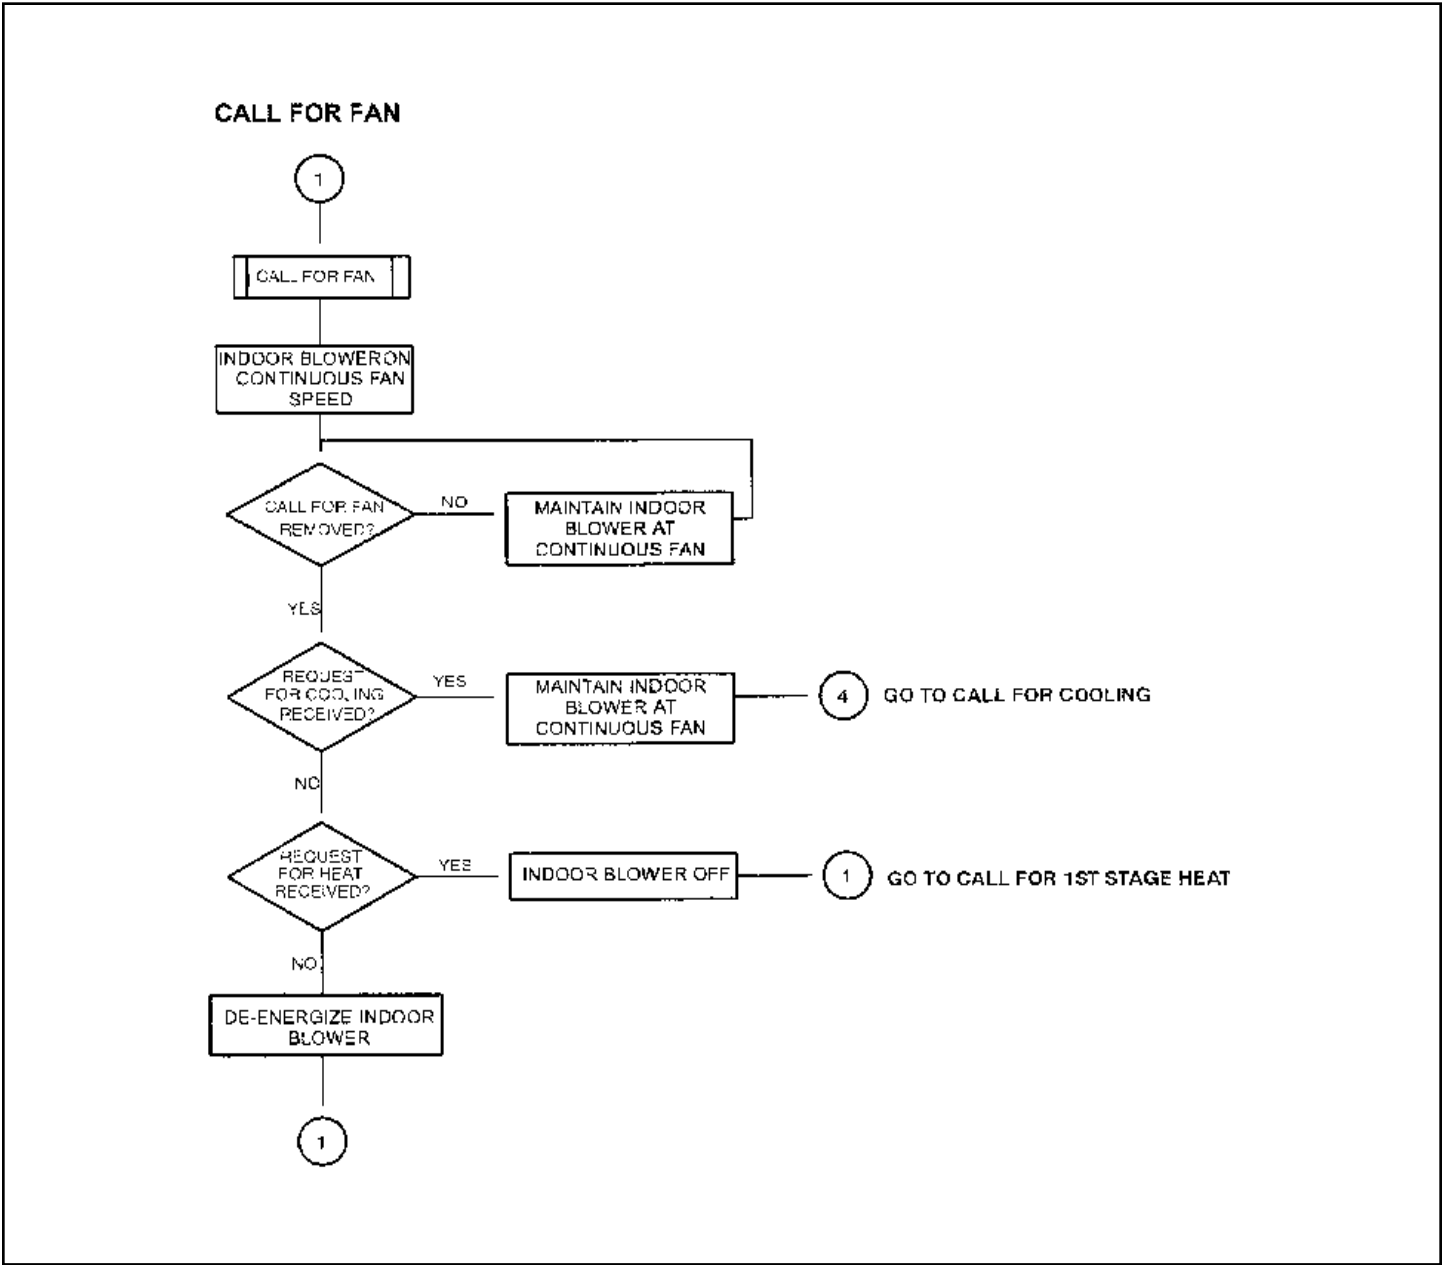 CALL FOR FAN
1
CALL FOR FAN
INDOOR BLOWER ON
CONTINUOUS FAN
SPEED
CALL FOR FAN
REMOVED?
NO
MAINTAIN INDOOR
BLOWER AT
CONTINUOUS FAN
YES
REQUEST
FOR COOLING
RECEIVED?
YES
MAINTAIN INDOOR
BLOWER AT
CONTINUOUS FAN
4
GO TO CALL FOR COOLING
NO
REQUEST
FOR HEAT
RECEIVED?
YES
INDOOR BLOWER OFF
1
GO TO CALL FOR 1ST STAGE HEAT
NO
DE-ENERGIZE INDOOR
BLOWER
1